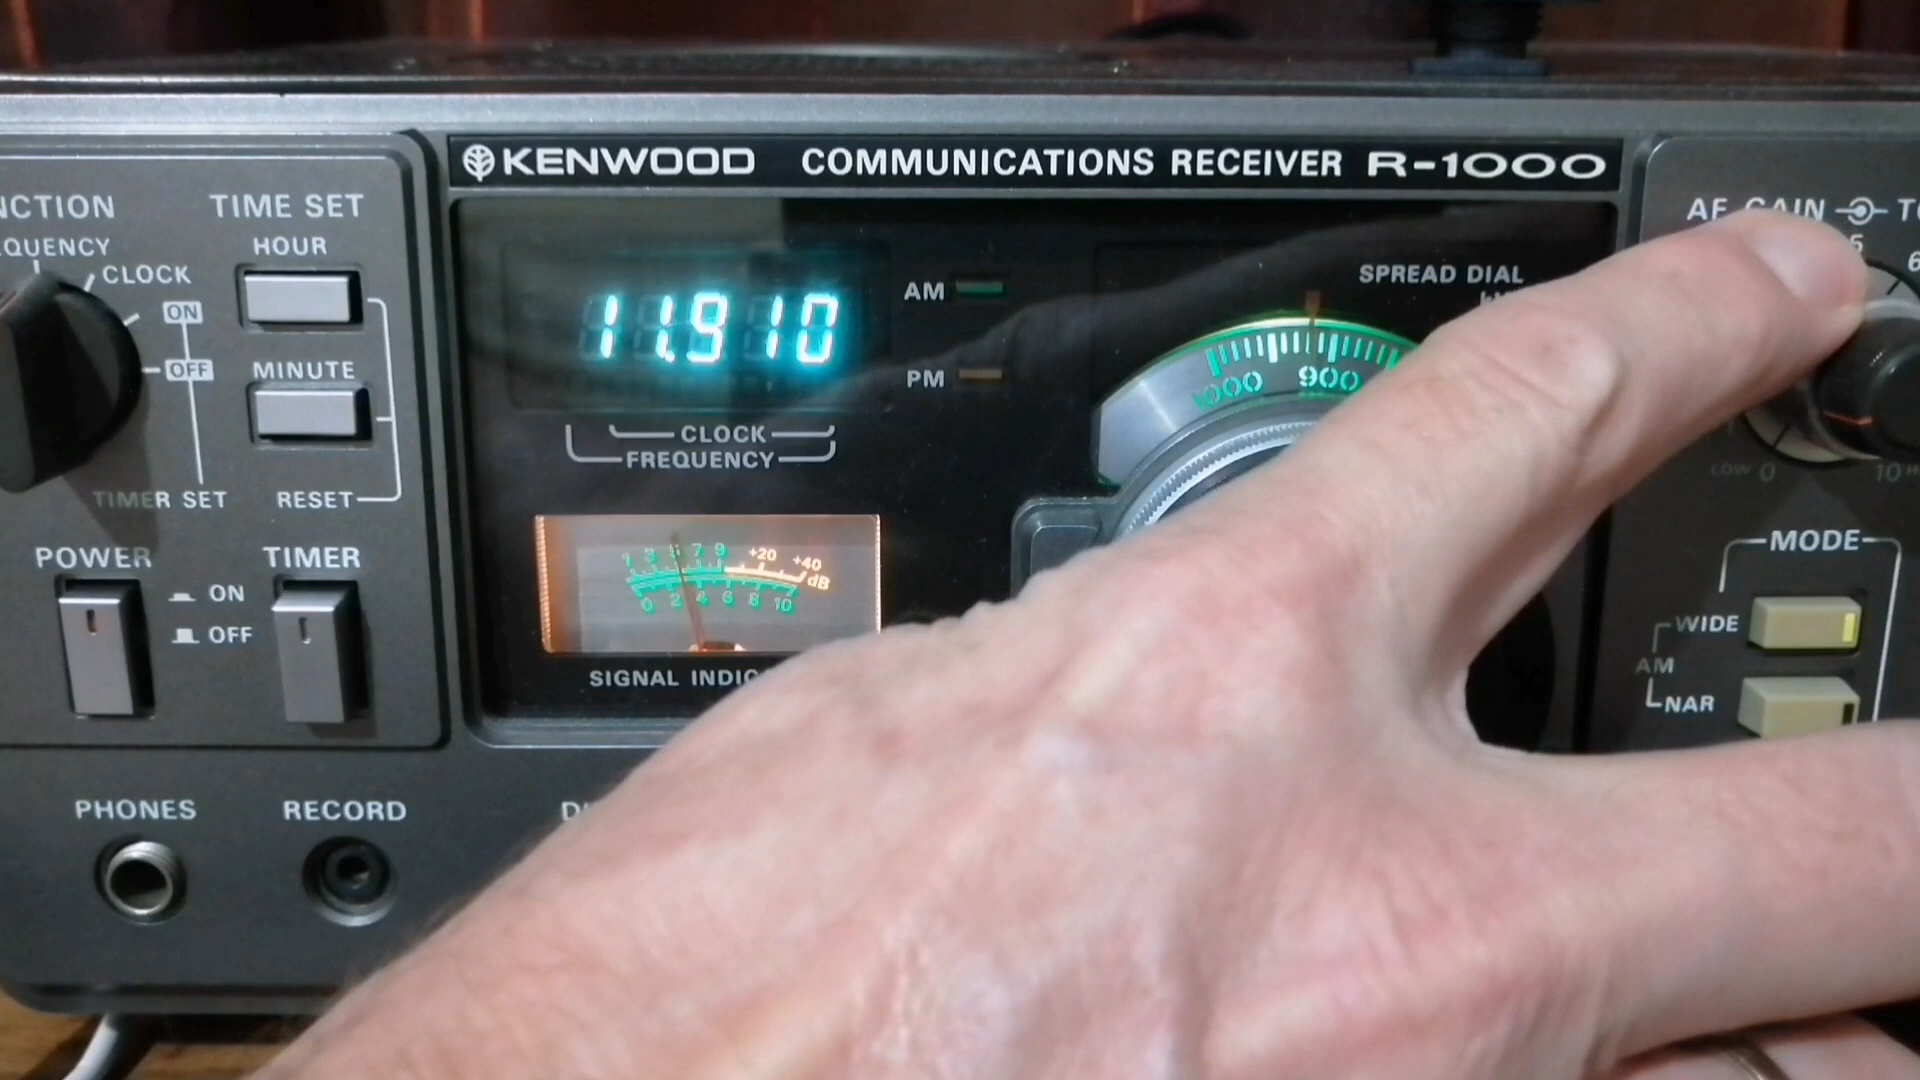 KENWOOD COMMUNICATIONS RECEIVER R-1000
NCTION
QUENCY
CLOCK
ON
OFF
TIMER SET
TIME SET
HOUR
MINUTE
RESET
POWER
TIMER
ON
OFF
PHONES
RECORD
11.910
CLOCK
FREQUENCY
AM
PM
1 3 5 7 9 +20 +40
dB
0 2 4 6 8 10
SIGNAL INDIC
SPREAD DIAL
1000 900
AF GAIN
5
6
LOW 0
10
MODE
WIDE
AM
NAR